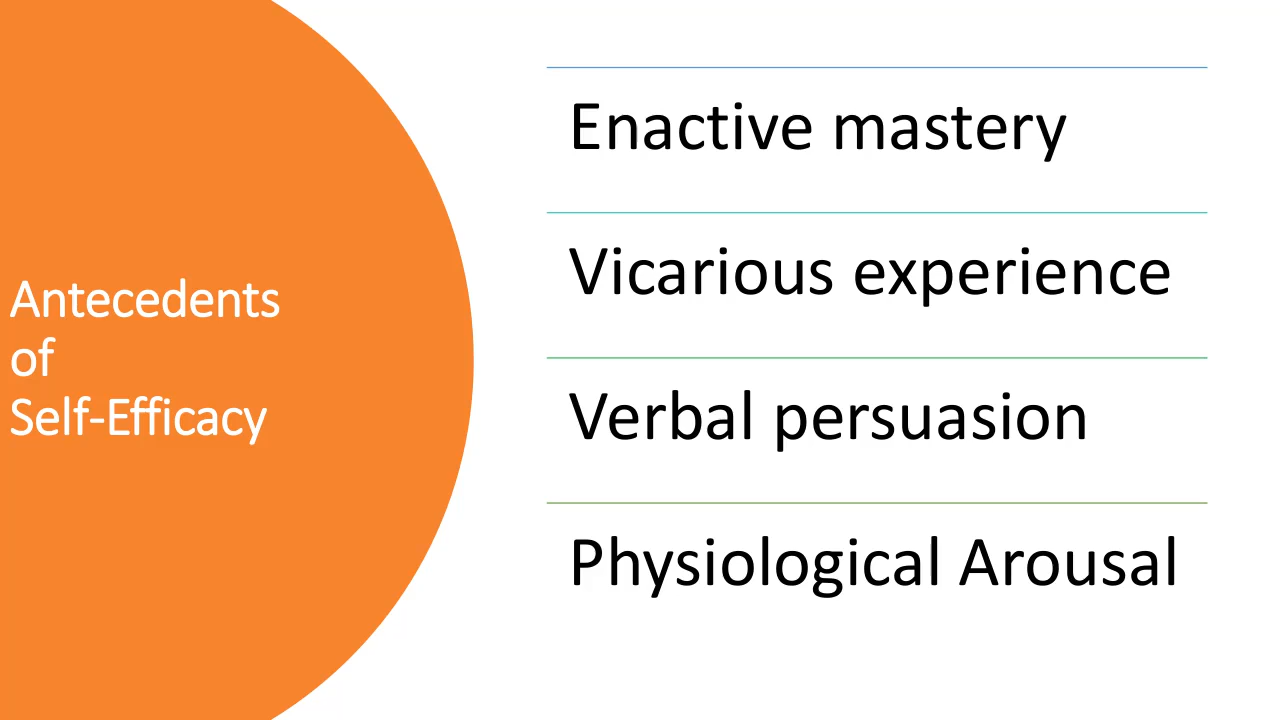 Antecedents
of
Self-Efficacy
Enactive mastery
Vicarious experience
Verbal persuasion
Physiological Arousal